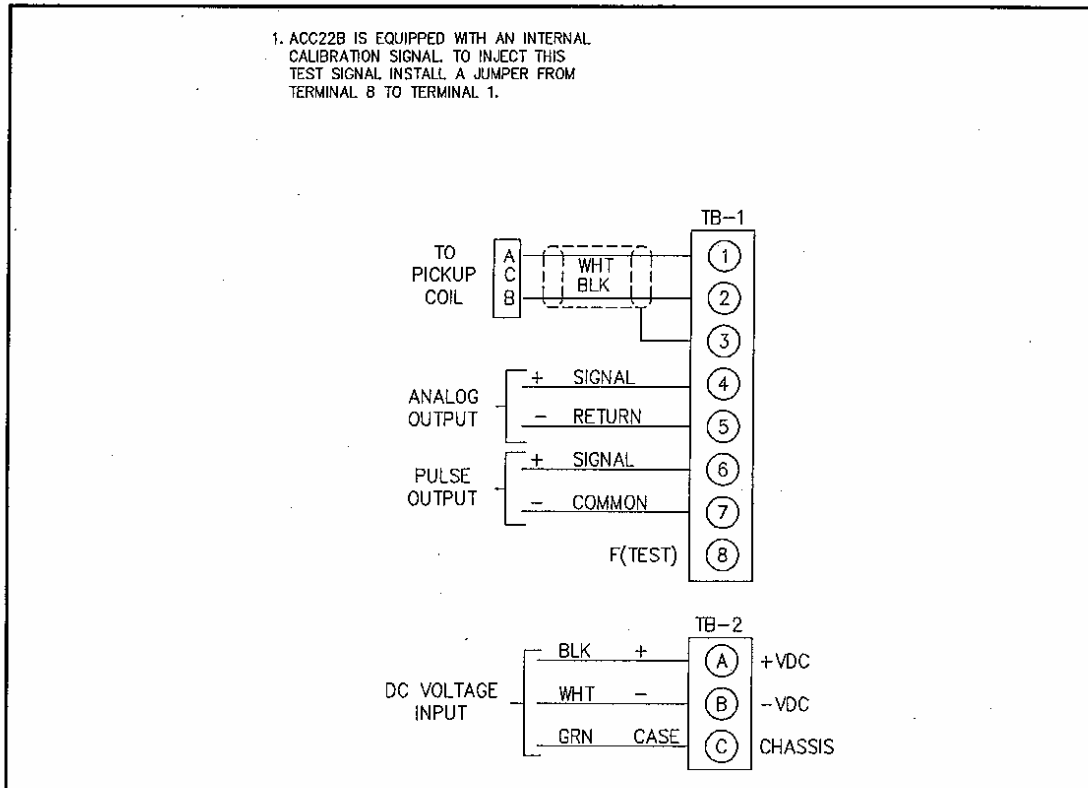 1. ACC22B IS EQUIPPED WITH AN INTERNAL
CALIBRATION SIGNAL. TO INJECT THIS
TEST SIGNAL INSTALL A JUMPER FROM
TERMINAL 8 TO TERMINAL 1.
TB-1
TO
PICKUP
COIL
A
C
B
WHT
BLK
1
2
3
ANALOG
OUTPUT
+ SIGNAL
4
- RETURN
5
PULSE
OUTPUT
+ SIGNAL
6
- COMMON
7
F(TEST)
8
TB-2
DC VOLTAGE
INPUT
BLK +
A
+VDC
WHT -
B
-VDC
GRN CASE
C
CHASSIS